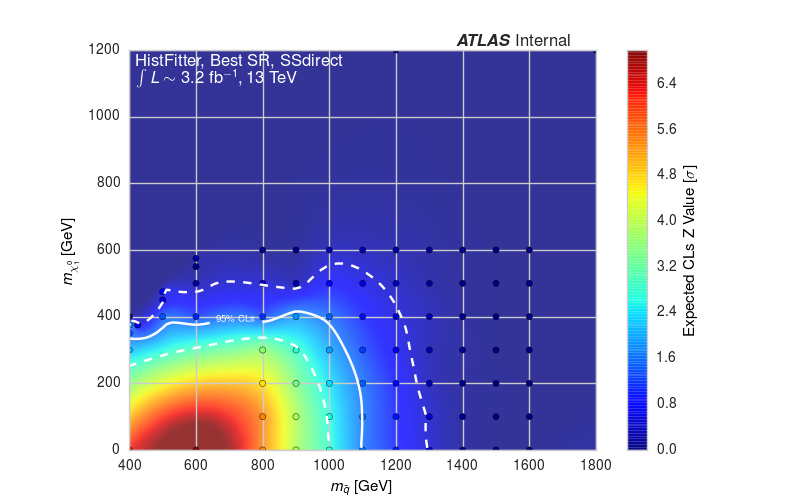 ATLAS Internal
HistFitter, Best SR, SSdirect
∫ L ∼ 3.2 fb⁻¹, 13 TeV
95% CLs
1200
1000
800
600
400
200
0
400 600 800 1000 1200 1400 1600 1800
m_q̃ [GeV]
m_χ̃₁⁰ [GeV]
6.4
5.6
4.8
4.0
3.2
2.4
1.6
0.8
0.0
Expected CLs Z Value [σ]